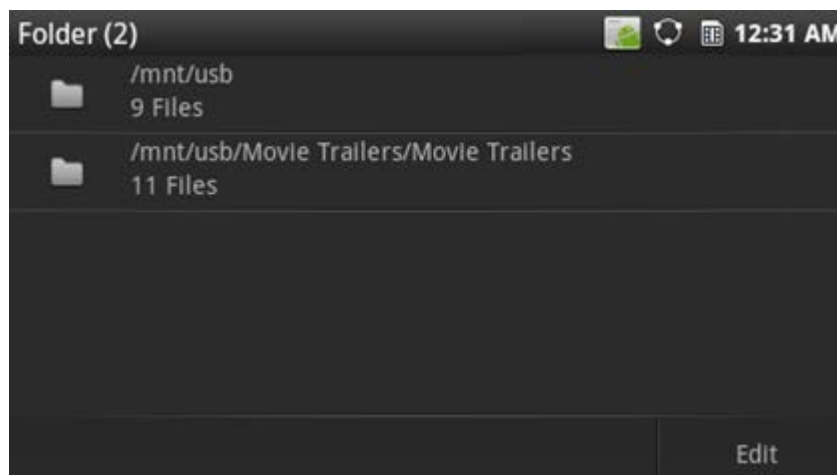 Folder (2)
12:31 AM
/mnt/usb
9 Files
/mnt/usb/Movie Trailers/Movie Trailers
11 Files
Edit